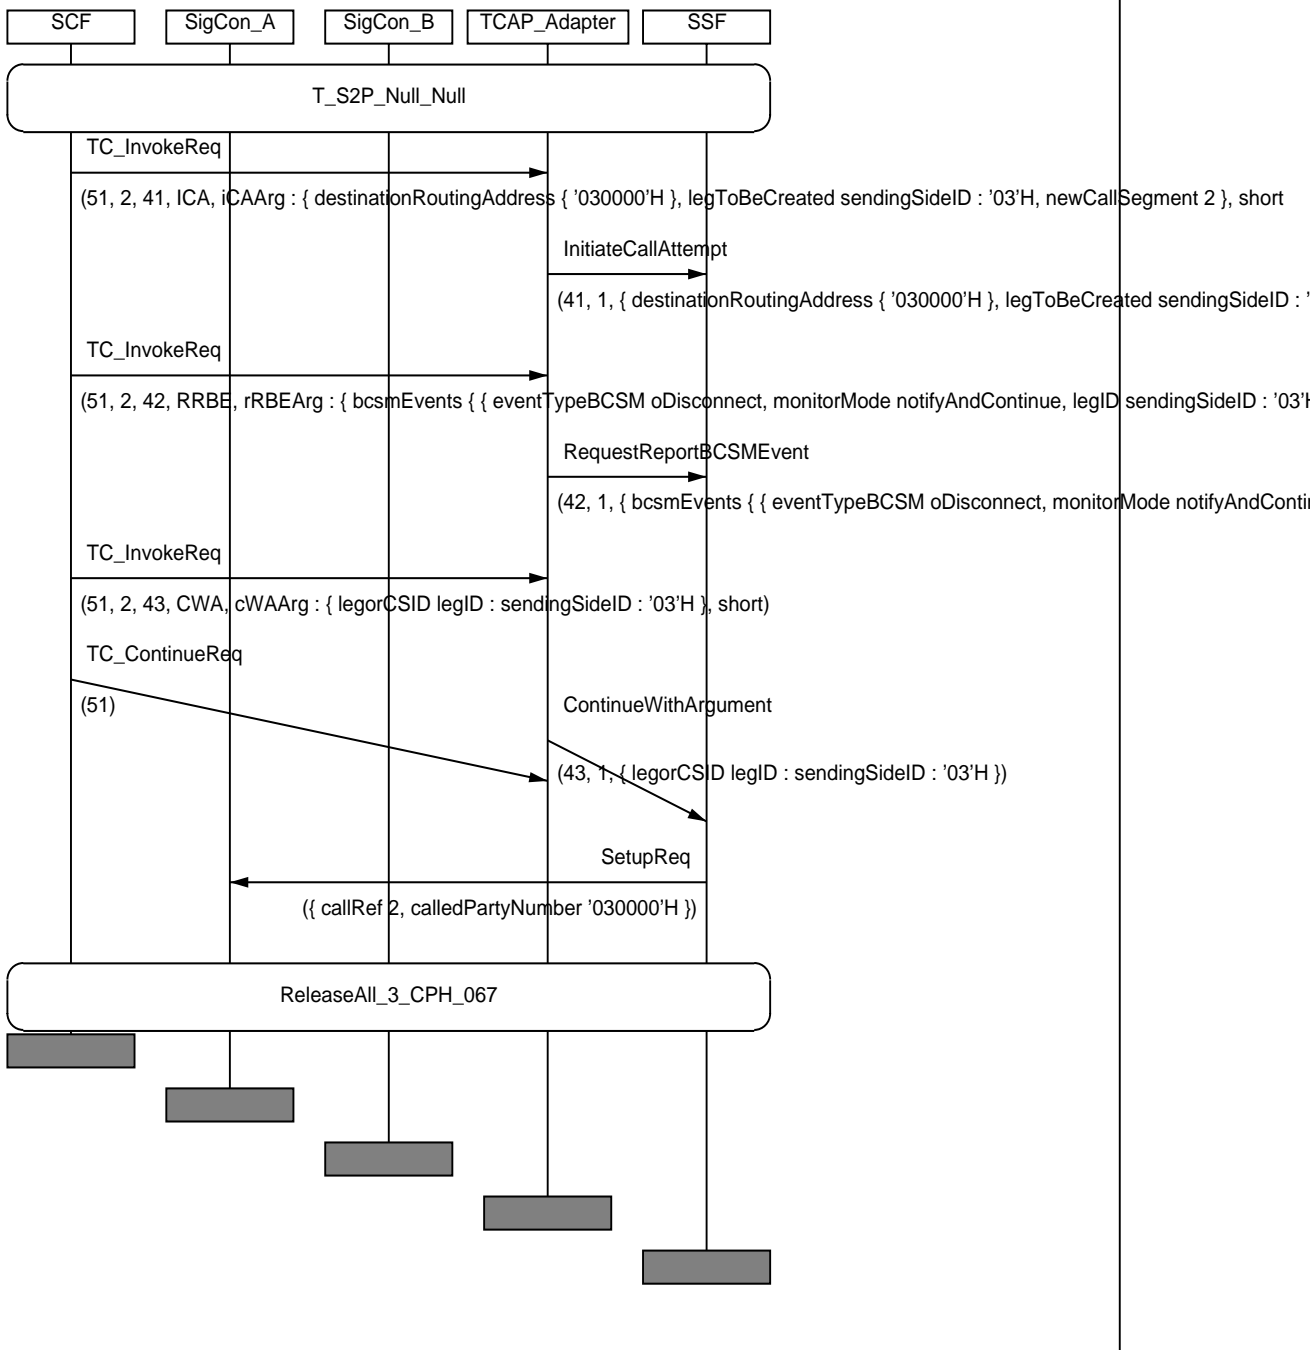 SCF SigCon_A SigCon_B TCAP_Adapter SSF
T_S2P_Null_Null
TC_InvokeReq
(51, 2, 41, ICA, iCAArg : { destinationRoutingAddress { '030000'H }, legToBeCreated sendingSideID : '03'H, newCallSegment 2 }, short
InitiateCallAttempt
(41, 1, { destinationRoutingAddress { '030000'H }, legToBeCreated sendingSideID : '
TC_InvokeReq
(51, 2, 42, RRBE, rRBEArg : { bcsmEvents { { eventTypeBCSM oDisconnect, monitorMode notifyAndContinue, legID sendingSideID : '03'H
RequestReportBCSMEvent
(42, 1, { bcsmEvents { { eventTypeBCSM oDisconnect, monitorMode notifyAndConti
TC_InvokeReq
(51, 2, 43, CWA, cWAArg : { legorCSID legID : sendingSideID : '03'H }, short)
TC_ContinueReq
(51)
ContinueWithArgument
(43, 1, { legorCSID legID : sendingSideID : '03'H })
SetupReq
({ callRef 2, calledPartyNumber '030000'H })
ReleaseAll_3_CPH_067